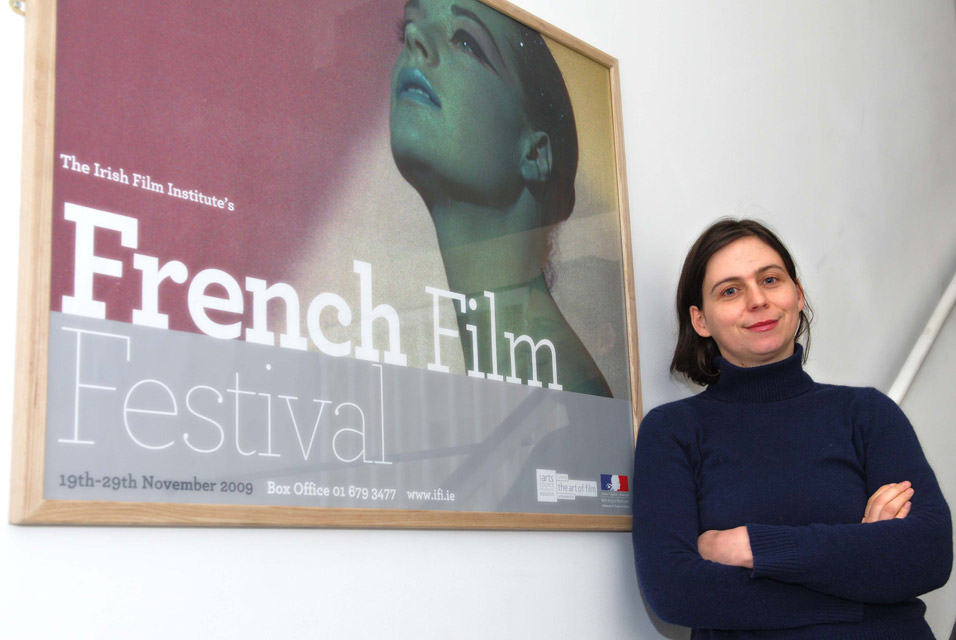 The Irish Film Institute's
French Film
Festival
19th-29th November 2009 Box Office 01 679 3477 www.ifi.ie
arts
the art of film